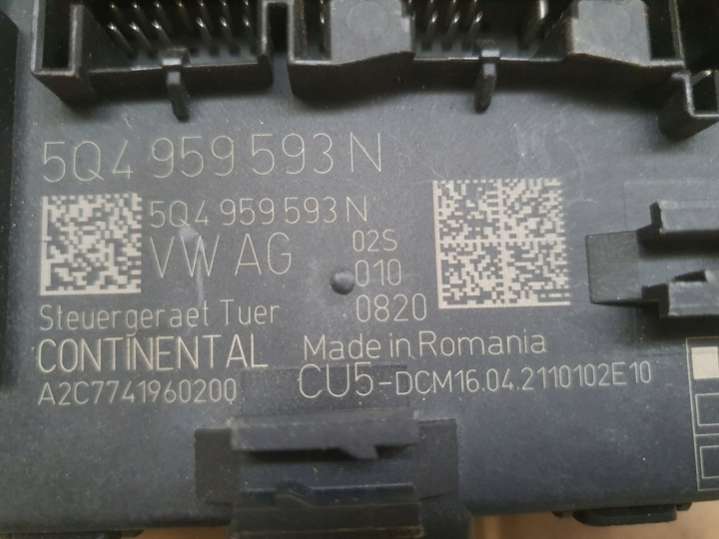 5Q4 959 593 N
5Q4 959 593 N
VW AG
02S
010
0820
Steuergeraet Tuer
CONTINENTAL
Made in Romania
A2C7741960200
CU5-DCM16.04.2110102E10